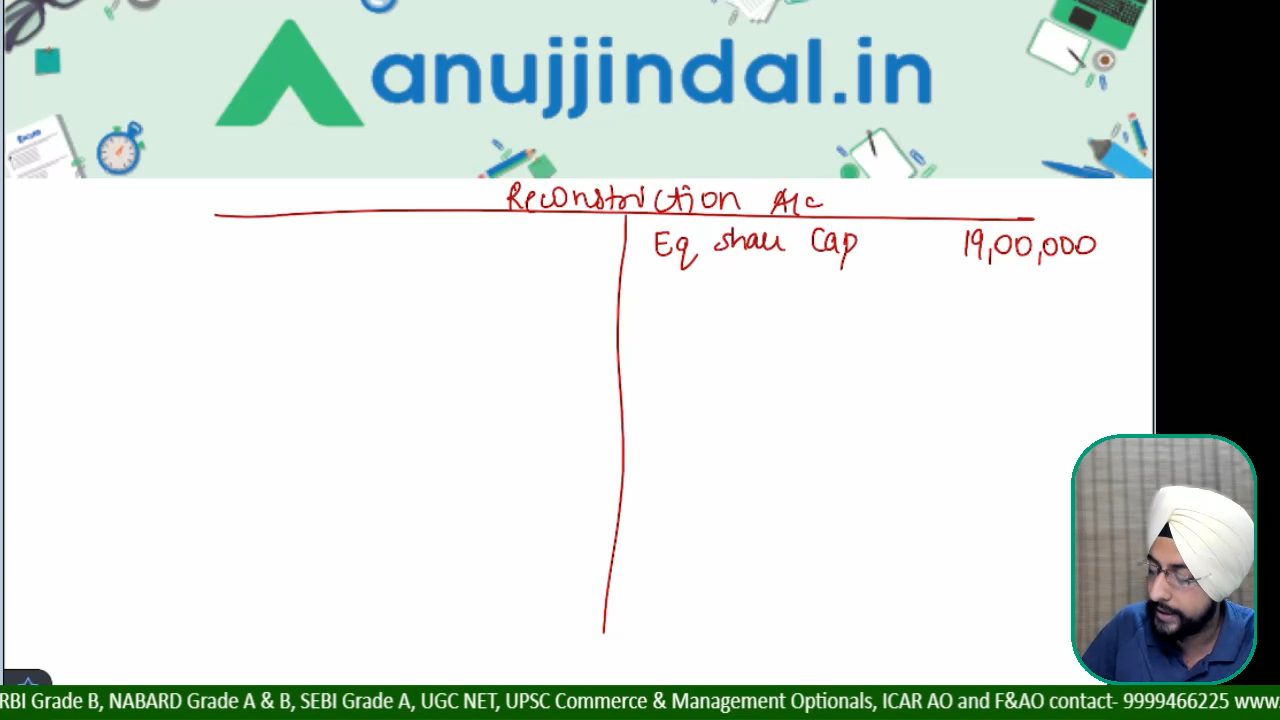 anujjindal.in
Reconstruction A/c
Eq share Cap 19,00,000
RBI Grade B, NABARD Grade A & B, SEBI Grade A, UGC NET, UPSC Commerce & Management Optionals, ICAR AO and F&AO contact- 9999466225 www.